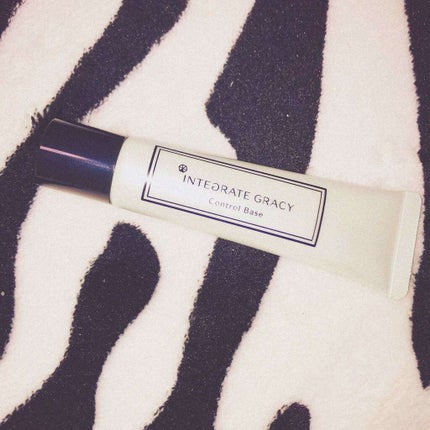 INTEGRATE GRACY
Control Base